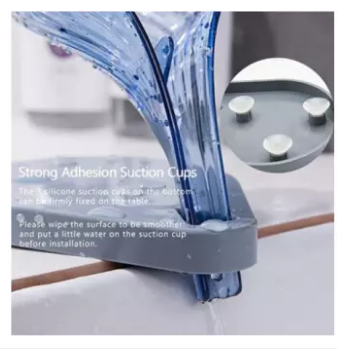 Strong Adhesion Suction Cups
The 3 silicone suction cups on the bottom
can be firmly fixed on the table.
Please wipe the surface to be smoother
and put a little water on the suction cup
before installation.